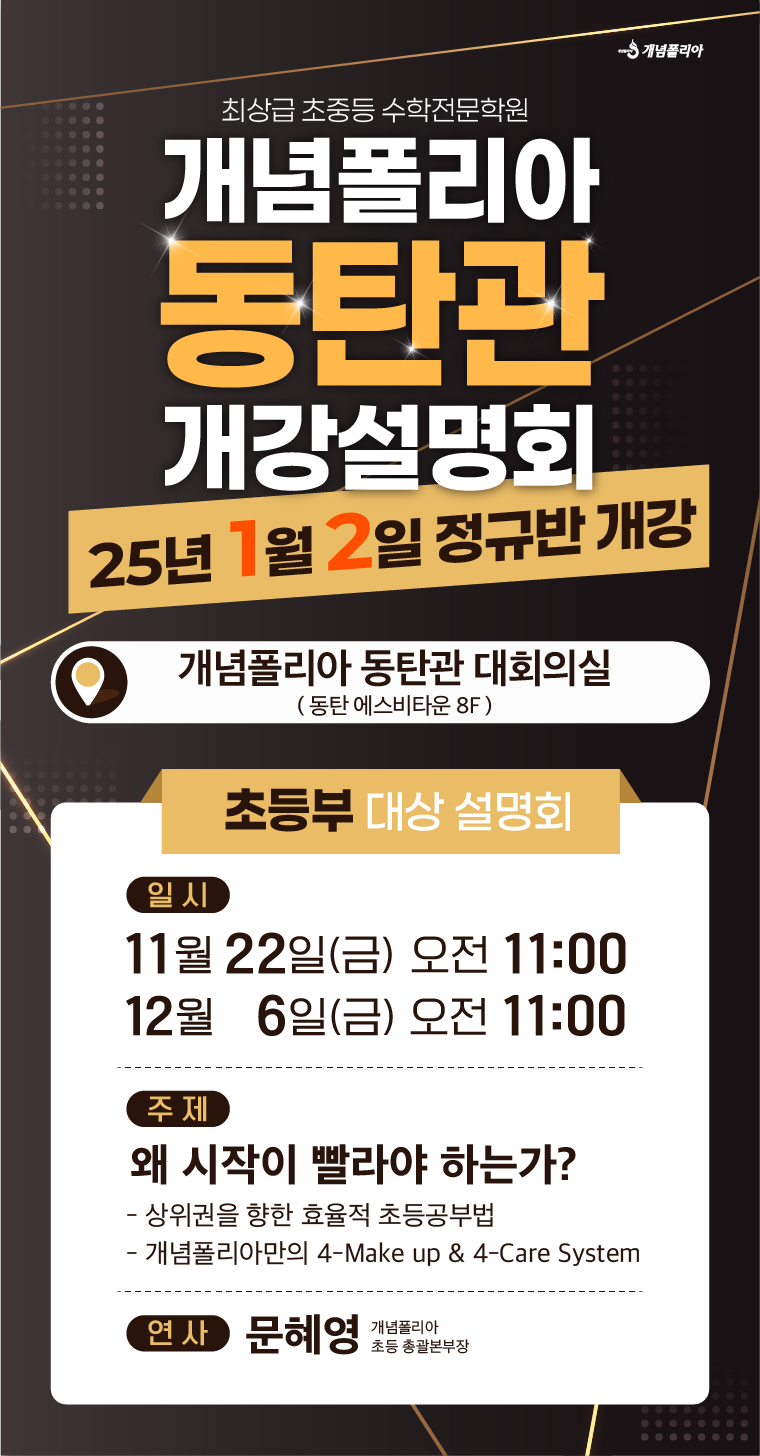 개념폴리아
최상급 초중등 수학전문학원
개념폴리아
동탄관
개강설명회
25년 1월 2일 정규반 개강
개념폴리아 동탄관 대회의실
( 동탄 에스비타운 8F )
초등부 대상 설명회
일 시
11월 22일(금) 오전 11:00
12월 6일(금) 오전 11:00
주 제
왜 시작이 빨라야 하는가?
- 상위권을 향한 효율적 초등공부법
- 개념폴리아만의 4-Make up & 4-Care System
연 사
문혜영
개념폴리아
초등 총괄본부장